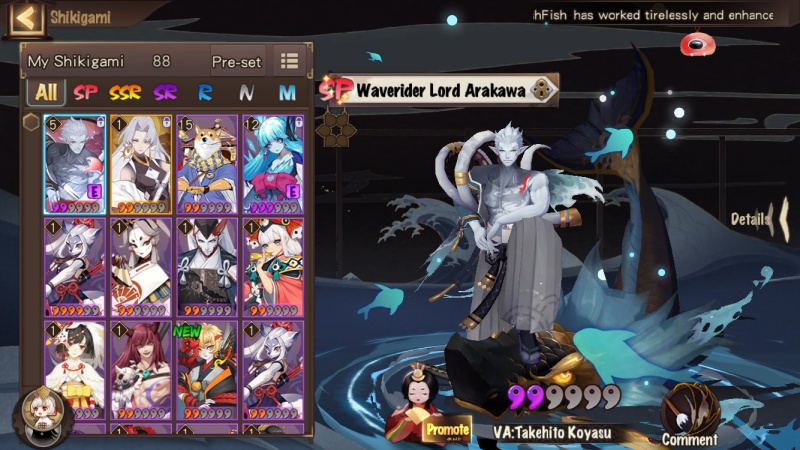 Shikigami
hFish has worked tirelessly and enhance
My Shikigami 88 Pre-set
All SP SSR SR R N M
SP Waverider Lord Arakawa
5 1 15 12
E E
1 1 1 1
1 1 NEW 1
Details
Promote
VA:Takehito Koyasu
Comment